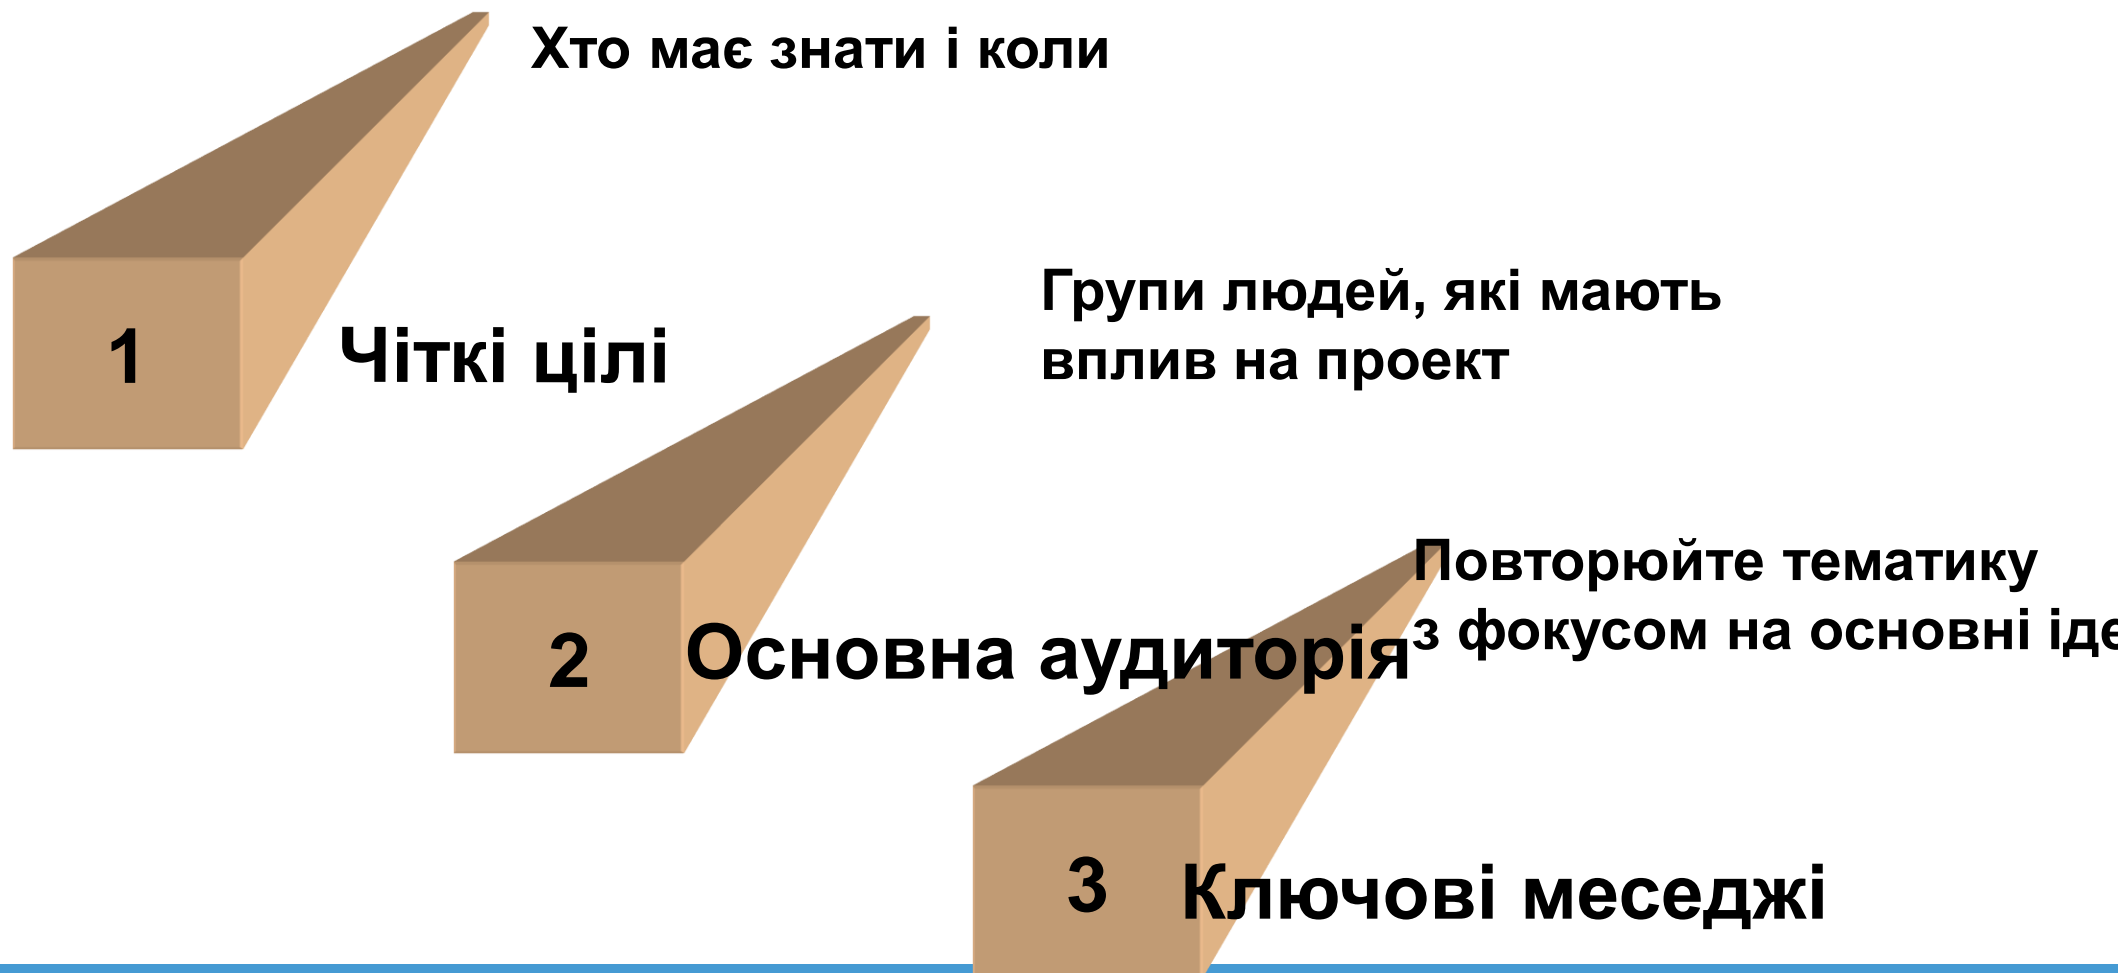 Хто має знати і коли
1
Чіткі цілі
Групи людей, які мають
вплив на проект
2
Основна аудиторія
Повторюйте тематику
з фокусом на основні
3
Ключові меседжі